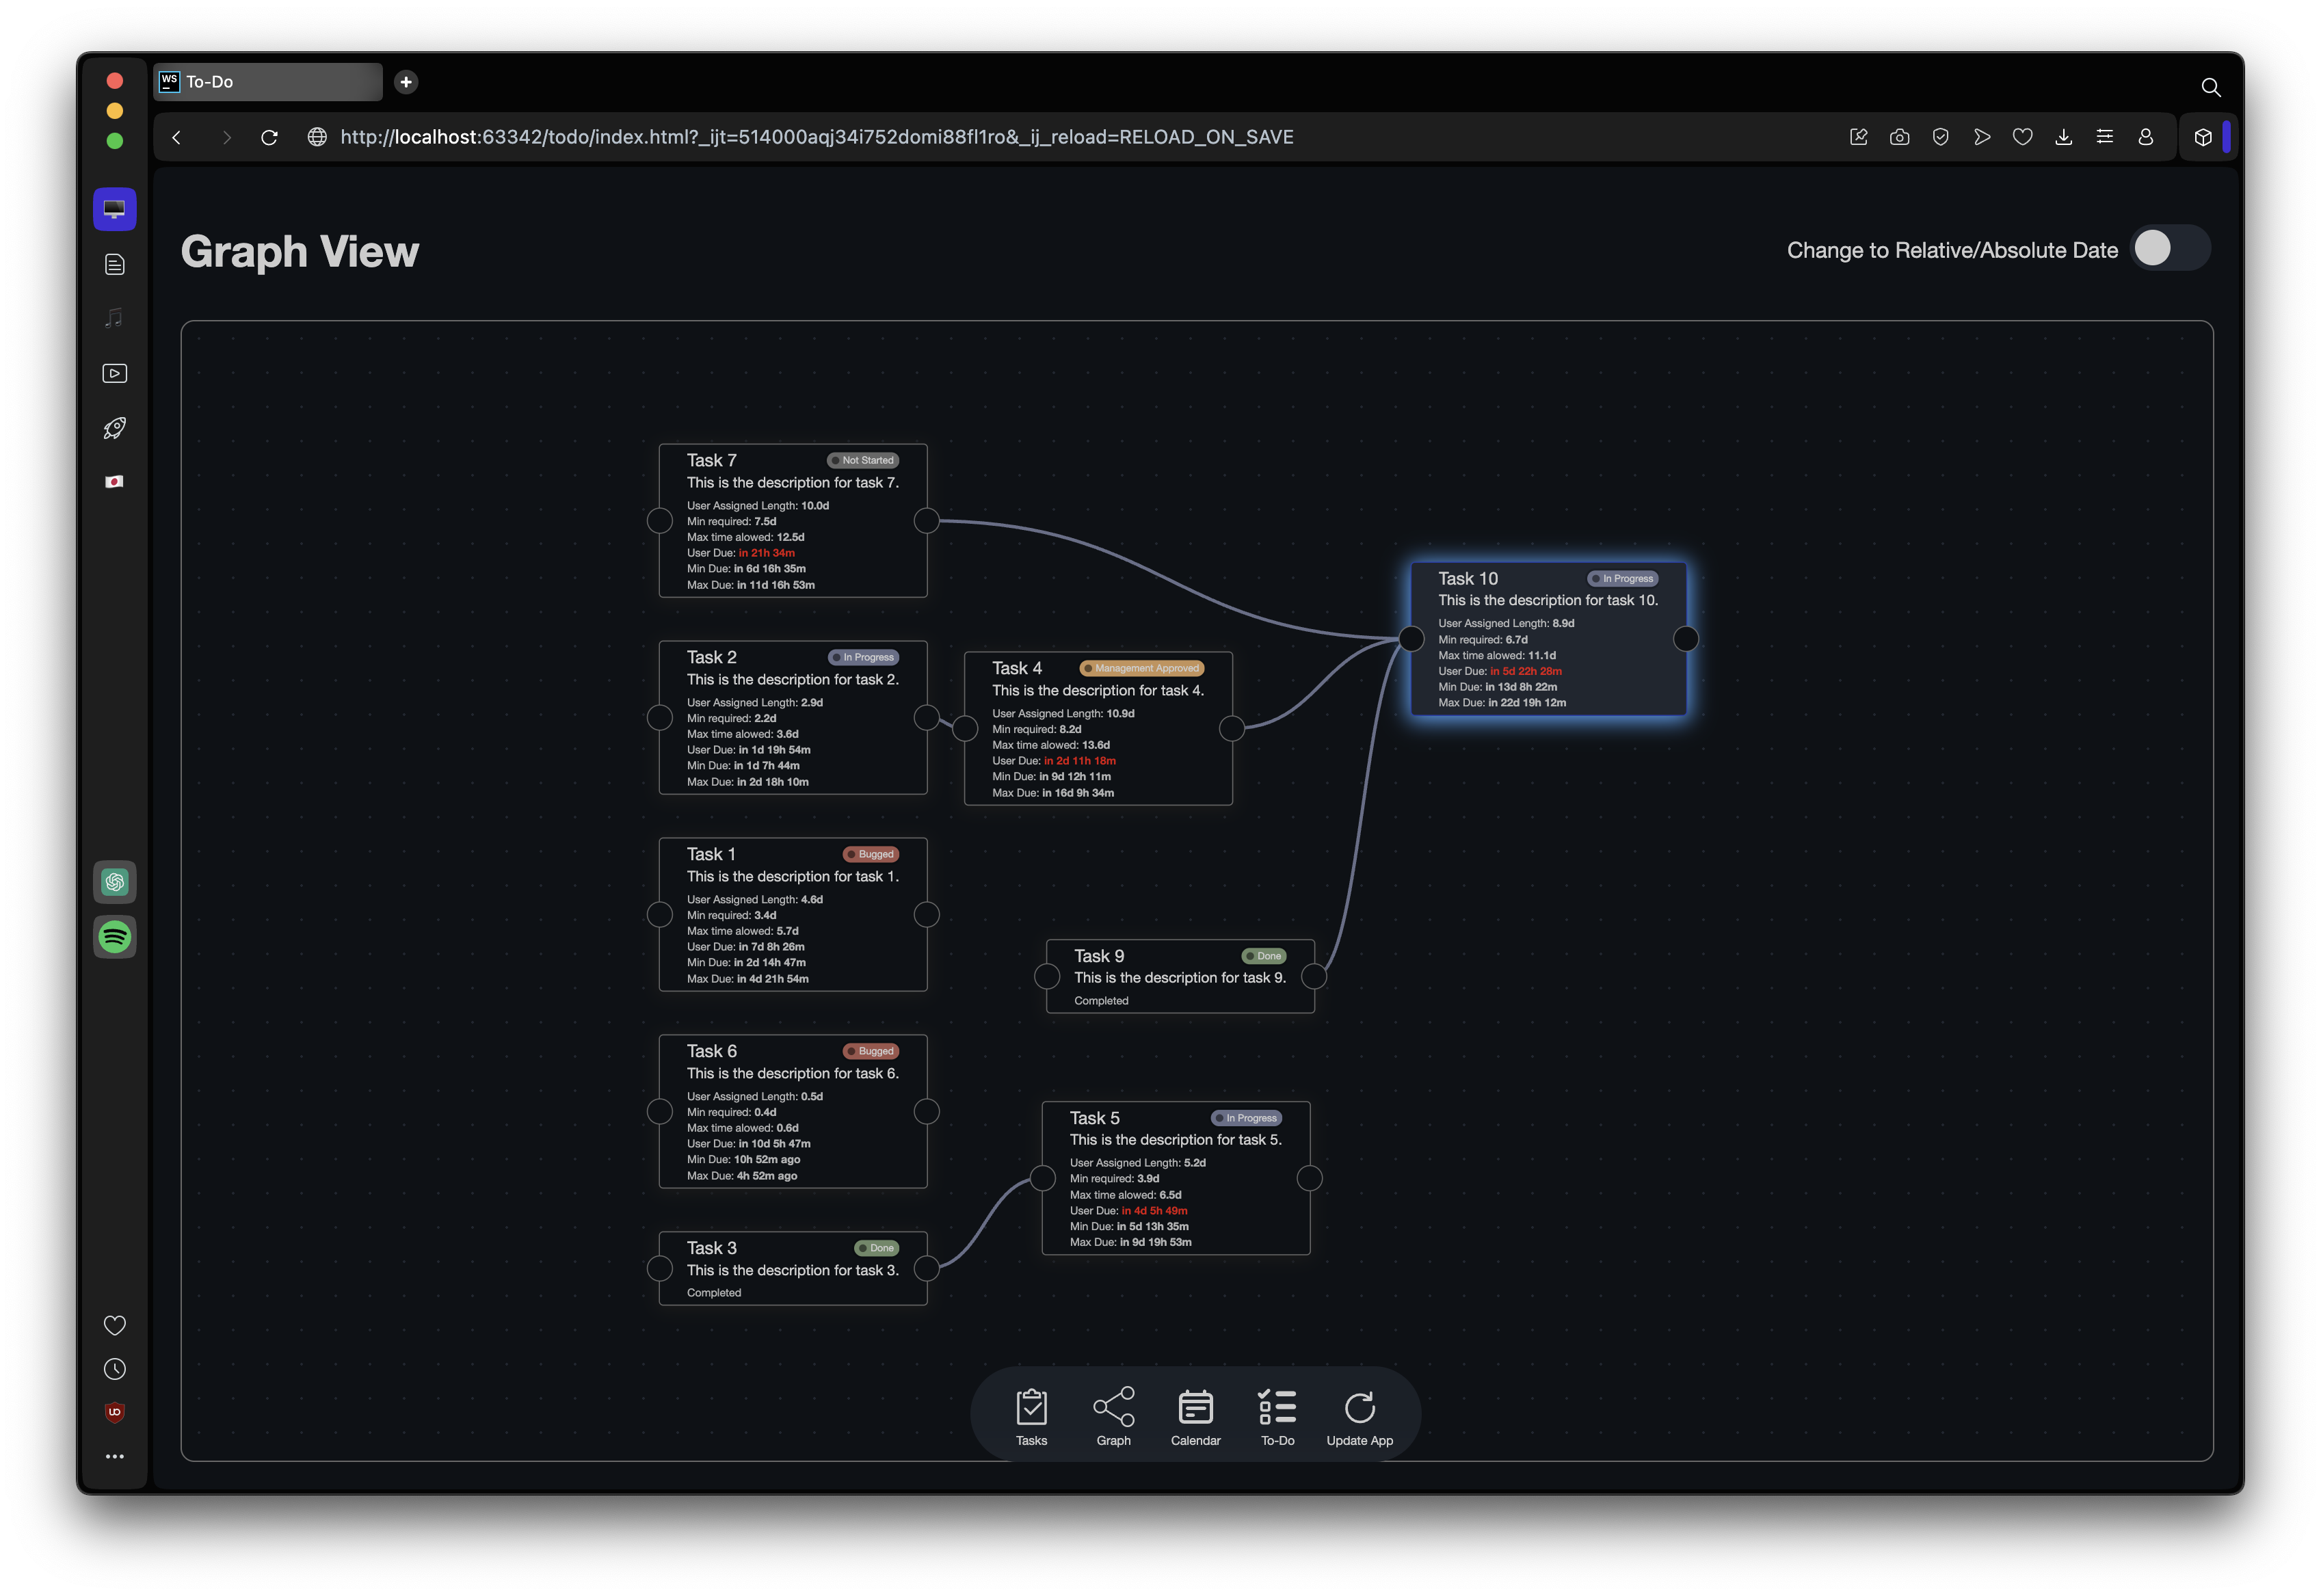 WS
To-Do
http://localhost:63342/todo/index.html?_ijt=514000aqj34i752domi88fl1ro&_ij_reload=RELOAD_ON_SAVE
Graph View
Change to Relative/Absolute Date
Task 7
Not Started
This is the description for task 7.
User Assigned Length: 10.0d
Min required: 7.5d
Max time alowed: 12.5d
User Due: in 21h 34m
Min Due: in 6d 16h 35m
Max Due: in 11d 16h 53m
Task 10
In Progress
This is the description for task 10.
User Assigned Length: 8.9d
Min required: 6.7d
Max time alowed: 11.1d
User Due: in 5d 22h 28m
Min Due: in 13d 8h 22m
Max Due: in 22d 19h 12m
Task 2
In Progress
This is the description for task 2.
User Assigned Length: 2.9d
Min required: 2.2d
Max time alowed: 3.6d
User Due: in 1d 19h 54m
Min Due: in 1d 7h 44m
Max Due: in 2d 18h 10m
Task 4
Management Approved
This is the description for task 4.
User Assigned Length: 10.9d
Min required: 8.2d
Max time alowed: 13.6d
User Due: in 2d 11h 18m
Min Due: in 9d 12h 11m
Max Due: in 16d 9h 34m
Task 1
Bugged
This is the description for task 1.
User Assigned Length: 4.6d
Min required: 3.4d
Max time alowed: 5.7d
User Due: in 7d 8h 26m
Min Due: in 2d 14h 47m
Max Due: in 4d 21h 54m
Task 9
Done
This is the description for task 9.
Completed
Task 6
Bugged
This is the description for task 6.
User Assigned Length: 0.5d
Min required: 0.4d
Max time alowed: 0.6d
User Due: in 10d 5h 47m
Min Due: 10h 52m ago
Max Due: 4h 52m ago
Task 5
In Progress
This is the description for task 5.
User Assigned Length: 5.2d
Min required: 3.9d
Max time alowed: 6.5d
User Due: in 4d 5h 49m
Min Due: in 5d 13h 35m
Max Due: in 9d 19h 53m
Task 3
Done
This is the description for task 3.
Completed
Tasks
Graph
Calendar
To-Do
Update App